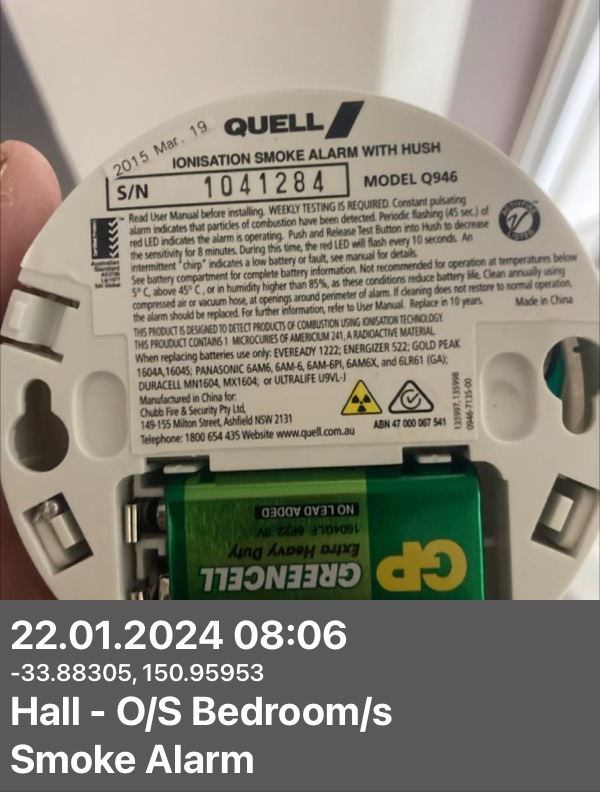 2015 Mar. 19
QUELL
IONISATION SMOKE ALARM WITH HUSH
S/N 1041284 MODEL Q946
Read User Manual before installing. WEEKLY TESTING IS REQUIRED. Constant pulsating
alarm indicates that particles of combustion have been detected. Periodic flashing (45 sec.) of
red LED indicates the alarm is operating. Push and Release Test Button into Hush to decrease
the sensitivity for 8 minutes. During this time, the red LED will flash every 10 seconds. An
intermittent "chirp" indicates a low battery or fault, see manual for details.
See battery compartment for complete battery information. Not recommended for operation at temperatures below
5° C, above 45° C, or in humidity higher than 85%, as these conditions reduce battery life. Clean annually using
compressed air or vacuum hose, at openings around perimeter of alarm. If cleaning does not restore to normal operation,
the alarm should be replaced. For further information, refer to User Manual. Replace in 10 years.
Made in China
Australian
Standard
THIS PRODUCT IS DESIGNED TO DETECT PRODUCTS OF COMBUSTION USING IONISATION TECHNOLOGY.
THIS PRODUCT CONTAINS 1 MICROCURIES OF AMERICIUM 241, A RADIOACTIVE MATERIAL.
When replacing batteries use only: EVEREADY 1222; ENERGIZER 522; GOLD PEAK
1604A,1604S; PANASONIC 6AM6, 6AM-6, 6AM-6PI, 6AM6X, and 6LR61 (GA);
DURACELL MN1604, MX1604; or ULTRALIFE U9VL-J
Manufactured in China for:
Chubb Fire & Security Pty Ltd,
149-155 Milton Street, Ashfield NSW 2131
Telephone: 1800 654 435 Website www.quell.com.au
ABN 47 000 067 541
135997, 135998
0946-7135-00
NO LEAD ADDED
1604GLF 6F22 9V
Extra Heavy Duty
GREENCELL
GP
22.01.2024 08:06
-33.88305, 150.95953
Hall - O/S Bedroom/s
Smoke Alarm